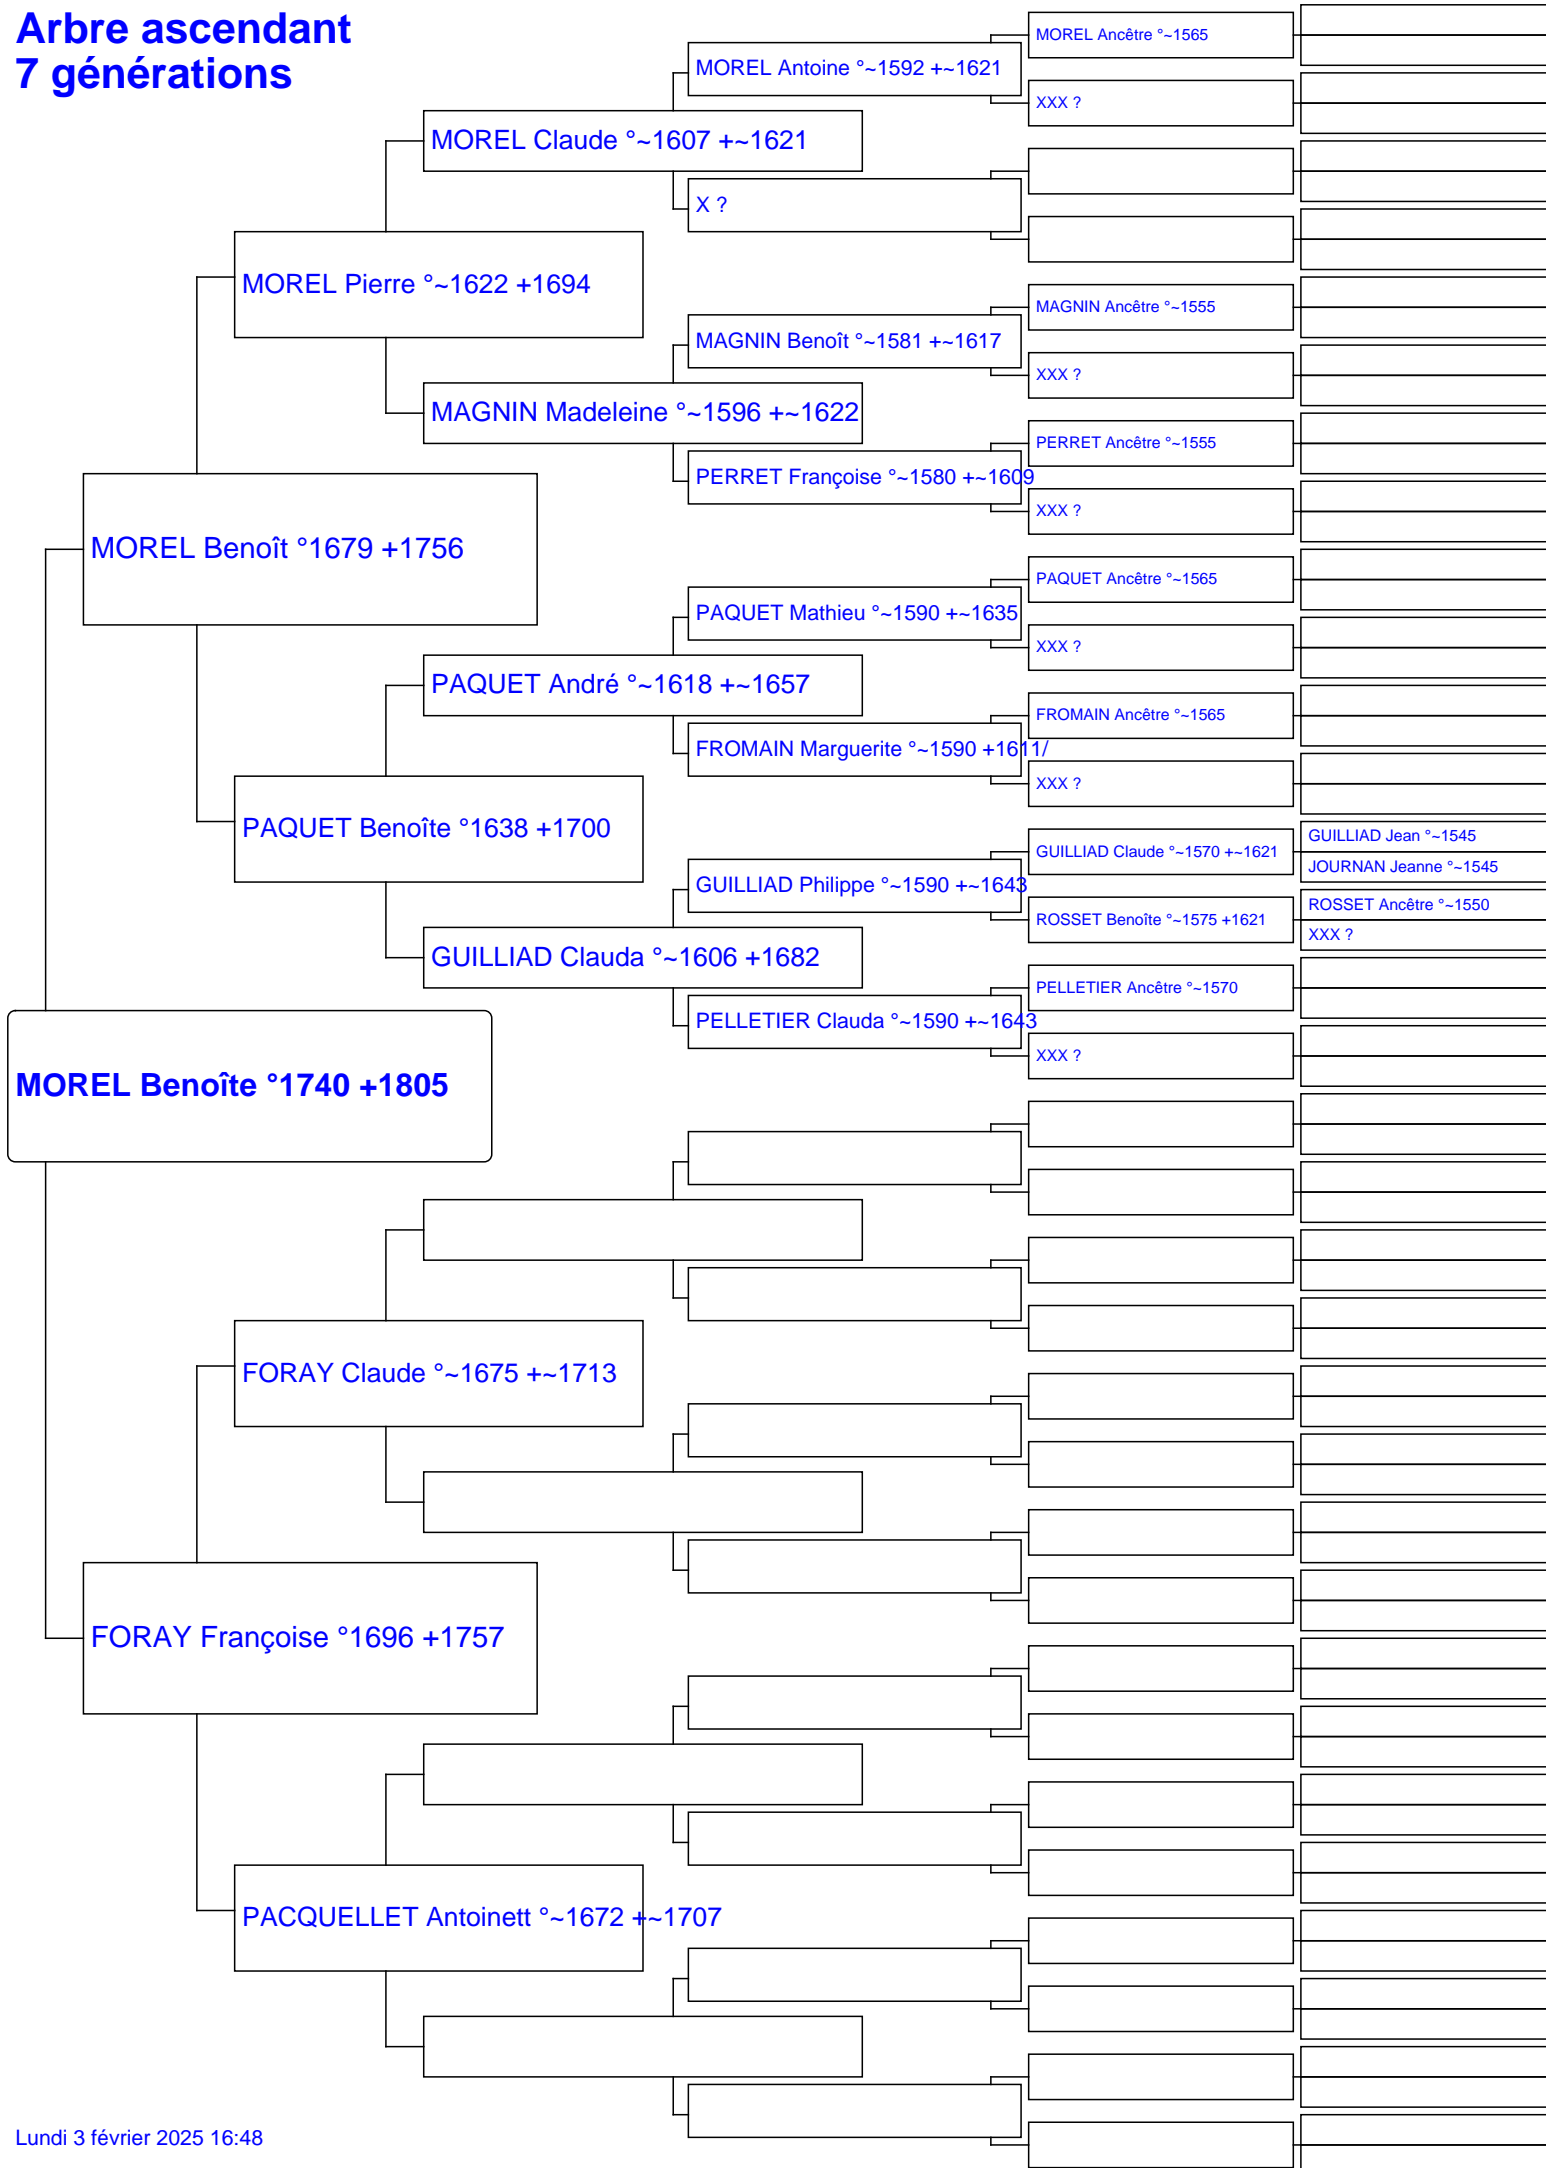 Arbre ascendant
7 générations
MOREL Ancêtre °~1565
MOREL Antoine °~1592 +~1621
XXX ?
MOREL Claude °~1607 +~1621
X ?
MOREL Pierre °~1622 +1694
MAGNIN Ancêtre °~1555
MAGNIN Benoît °~1581 +~1617
XXX ?
MAGNIN Madeleine °~1596 +~1622
PERRET Ancêtre °~1555
PERRET Françoise °~1580 +~1609
XXX ?
MOREL Benoît °1679 +1756
PAQUET Ancêtre °~1565
PAQUET Mathieu °~1590 +~1635
XXX ?
PAQUET André °~1618 +~1657
FROMAIN Ancêtre °~1565
FROMAIN Marguerite °~1590 +1611/
XXX ?
PAQUET Benoîte °1638 +1700
GUILLIAD Jean °~1545
GUILLIAD Claude °~1570 +~1621
JOURNAN Jeanne °~1545
GUILLIAD Philippe °~1590 +~1643
ROSSET Ancêtre °~1550
ROSSET Benoîte °~1575 +1621
XXX ?
GUILLIAD Clauda °~1606 +1682
PELLETIER Ancêtre °~1570
PELLETIER Clauda °~1590 +~1643
XXX ?
MOREL Benoîte °1740 +1805
FORAY Claude °~1675 +~1713
FORAY Françoise °1696 +1757
PACQUELLET Antoinett °~1672 +~1707
Lundi 3 février 2025 16:48